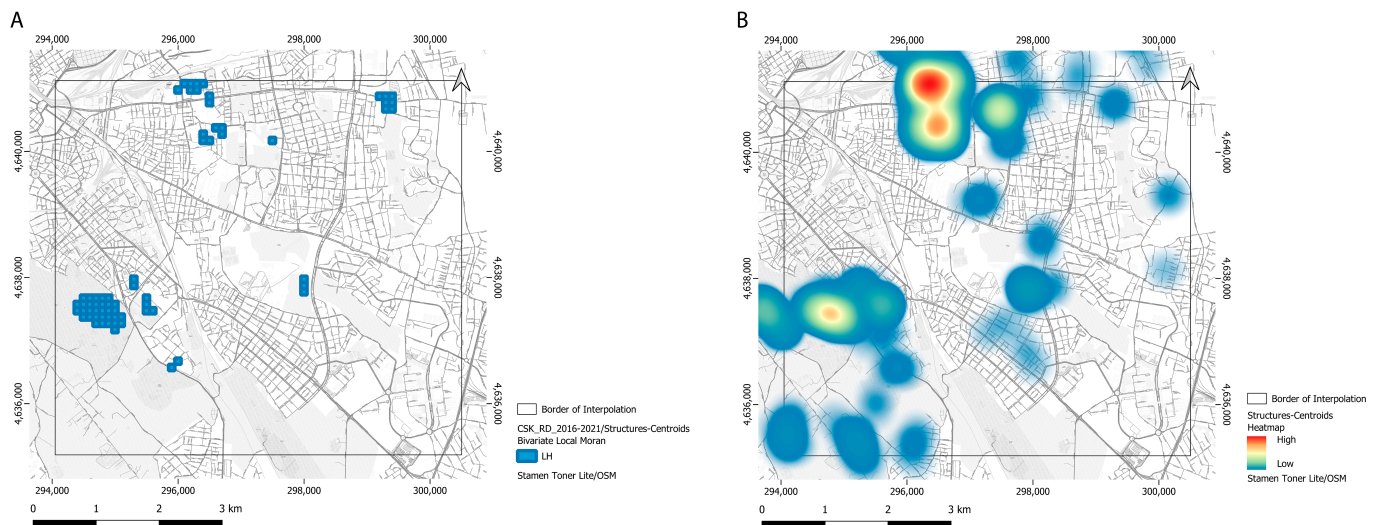 A
B
294,000 296,000 298,000 300,000
294,000 296,000 298,000 300,000
4,640,000 4,640,000
4,640,000 4,640,000
4,638,000 4,638,000
4,638,000 4,638,000
4,636,000 4,636,000
4,636,000 4,636,000
Border of Interpolation
CSK_RD_2016-2021/Structures-Centroids
Bivariate Local Moran
LH
Stamen Toner Lite/OSM
Border of Interpolation
Structures-Centroids
Heatmap
High
Low
Stamen Toner Lite/OSM
294,000 296,000 298,000 300,000
294,000 296,000 298,000 300,000
0 1 2 3 km
0 1 2 3 km